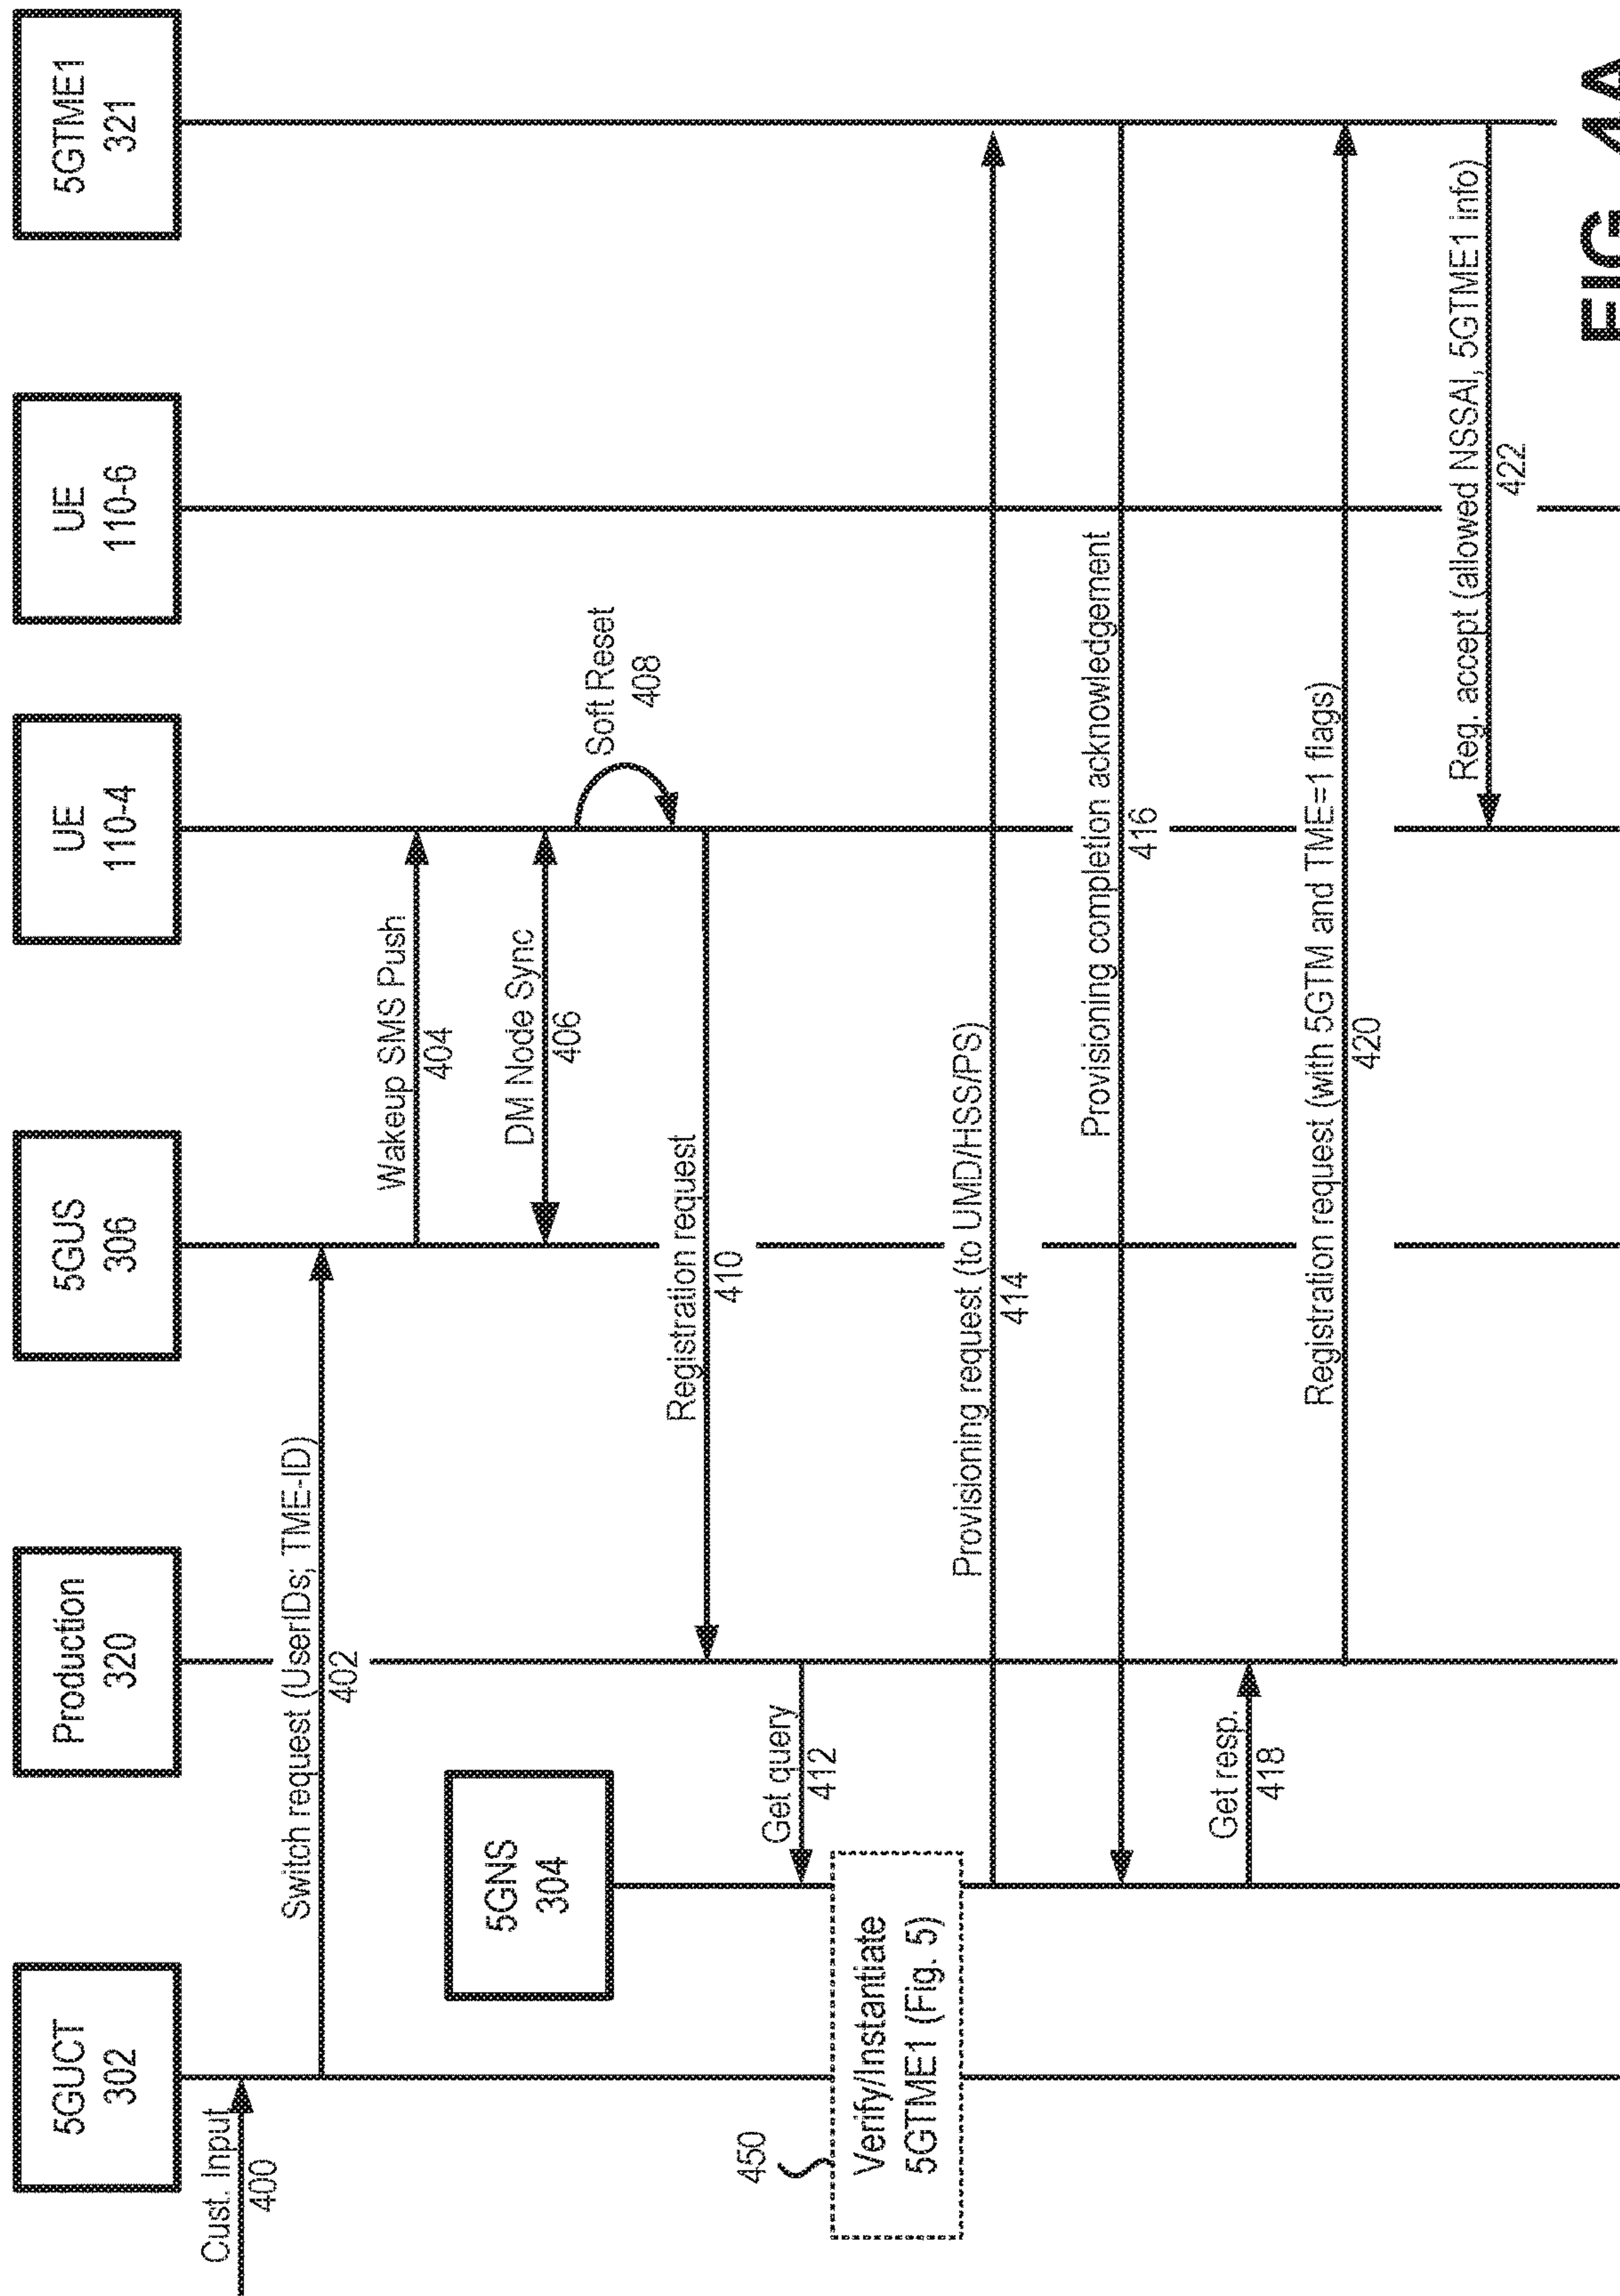 5GUCT
302
Production
320
5GUS
306
UE
110-4
UE
110-6
5GTME1
321
Cust. Input
400
Switch request (UserIDs; TME-ID)
402
Wakeup SMS Push
404
5GNS
304
DM Node Sync
406
Soft Reset
408
Registration request
410
Get query
412
450
Verify/Instantiate
5GTME1 (Fig. 5)
Provisioning request (to UMD/HSS/PS)
414
Provisioning completion acknowledgement
416
Get resp.
418
Registration request (with 5GTM and TME=1 flags)
420
Reg. accept (allowed NSSAI, 5GTME1 info)
422
FIG. 4A